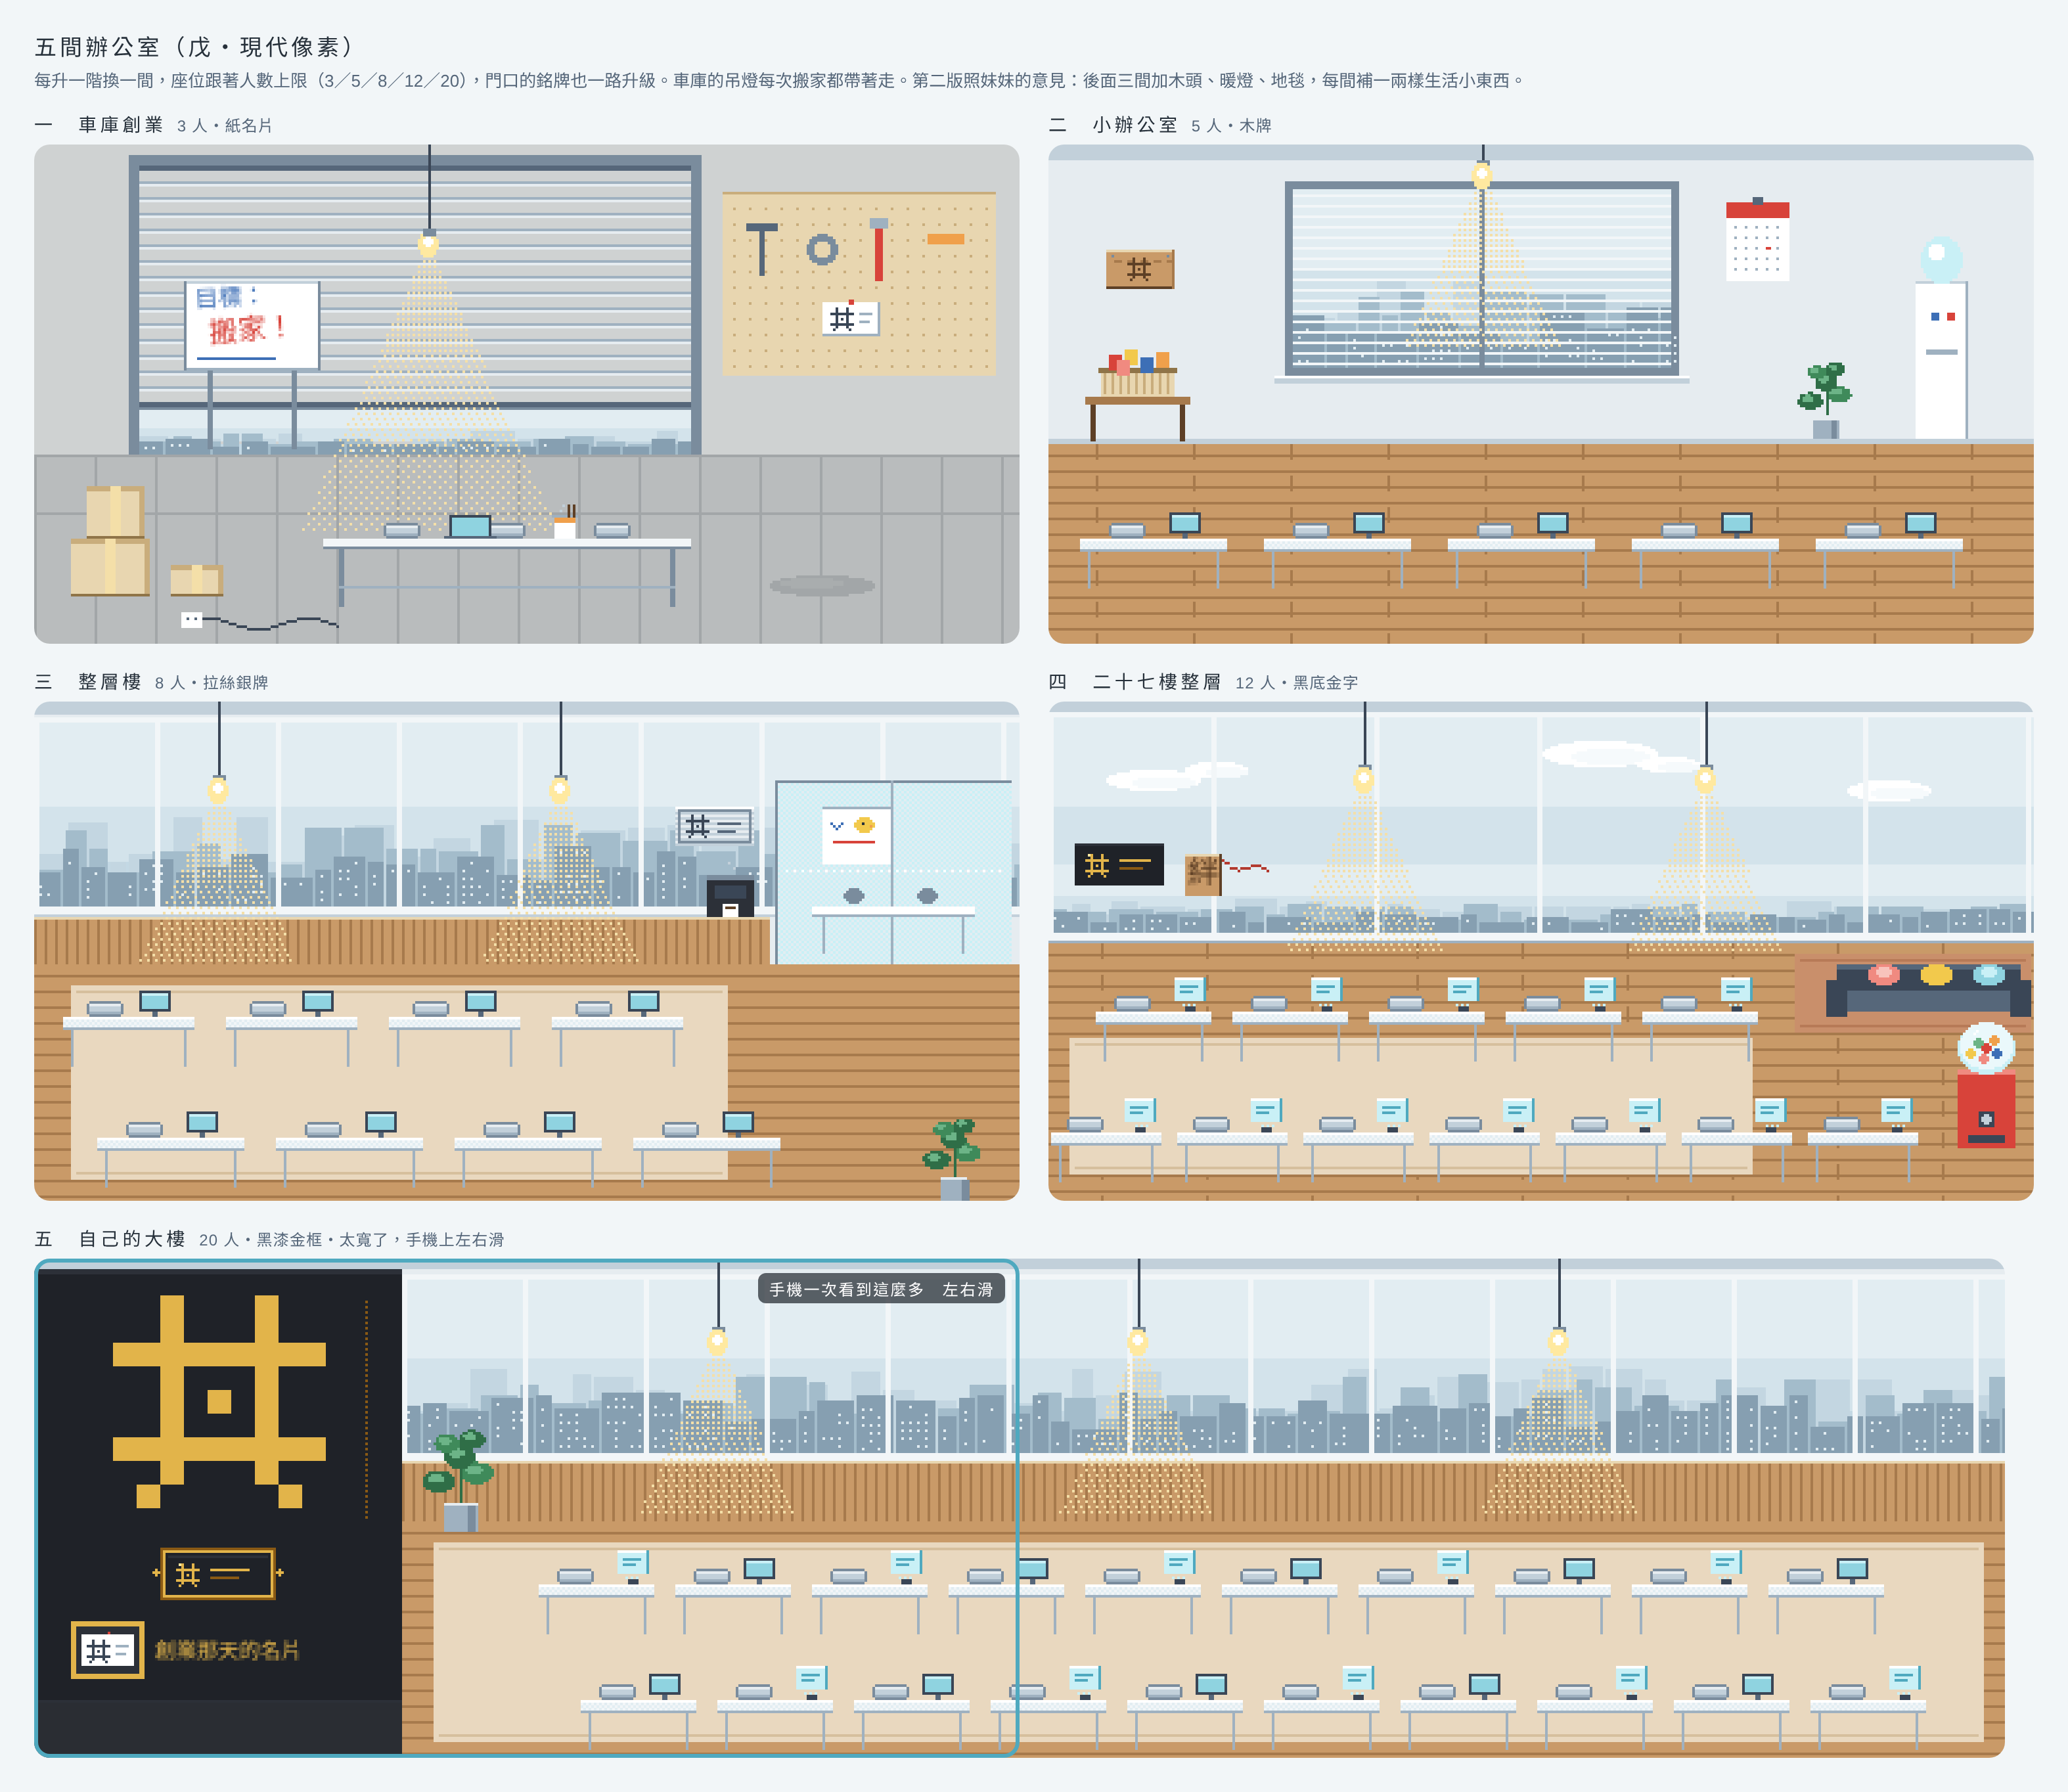 五間辦公室（戊・現代像素）
每升一階換一間，座位跟著人數上限（3／5／8／12／20），門口的銘牌也一路升級。車庫的吊燈每次搬家都帶著走。第二版照妹妹的意見：後面三間加木頭、暖燈、地毯，每間補一兩樣生活小東西。
一　車庫創業 3 人・紙名片
二　小辦公室 5 人・木牌
目標：
搬家！
三　整層樓 8 人・拉絲銀牌
四　二十七樓整層 12 人・黑底金字
五　自己的大樓 20 人・黑漆金框・太寬了，手機上左右滑
手機一次看到這麼多　左右滑
創業那天的名片